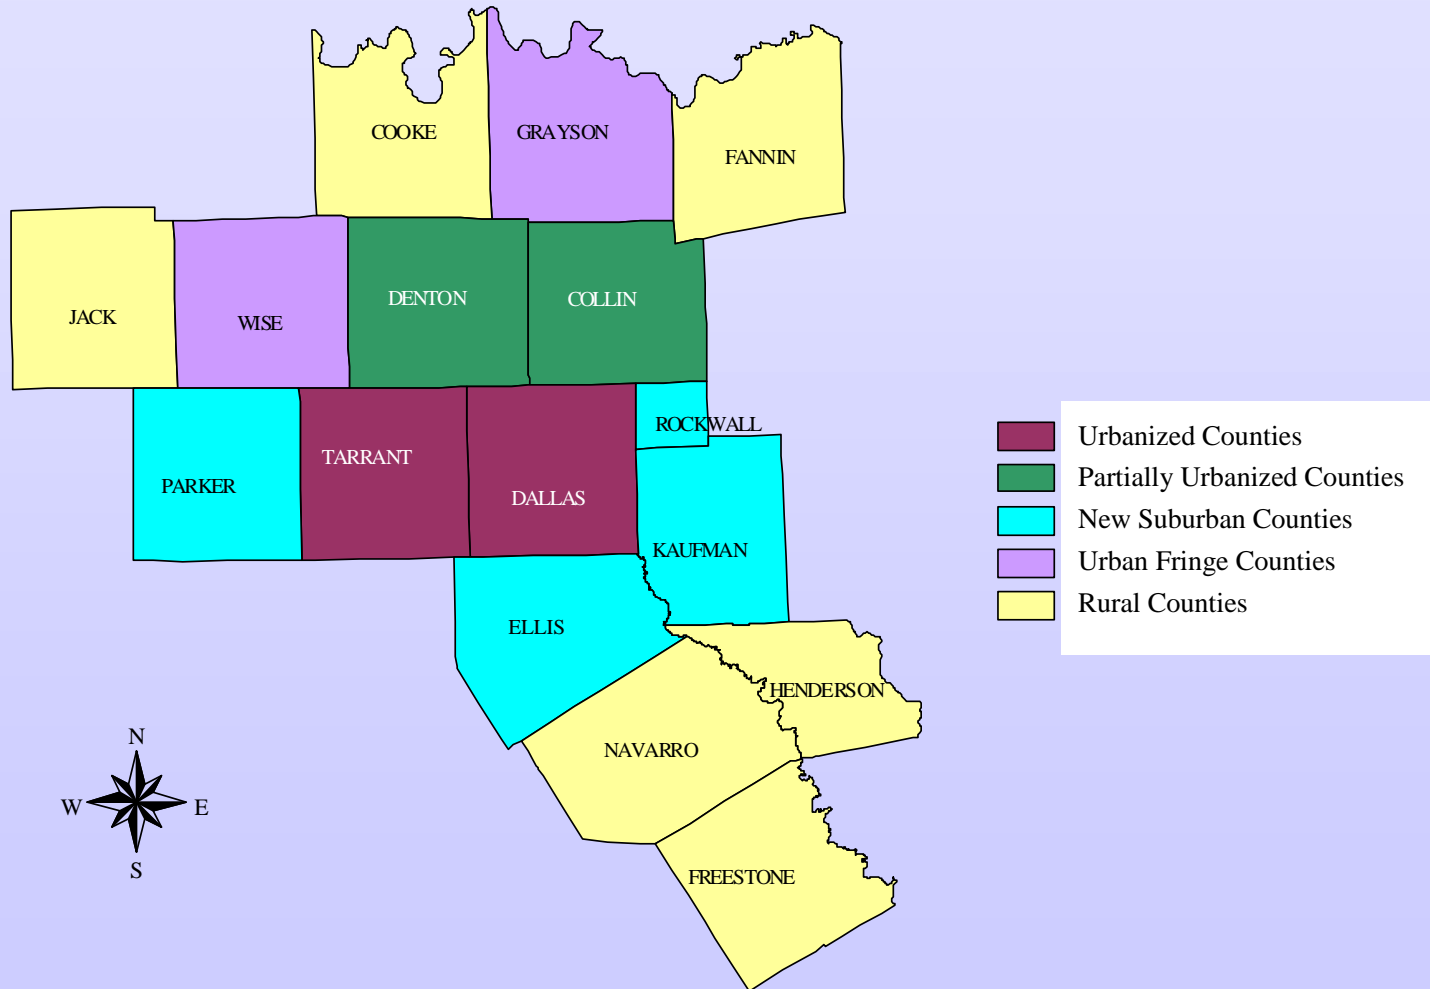 COOKE
GRAYSON
FANNIN
JACK
WISE
DENTON
COLLIN
PARKER
TARRANT
DALLAS
ROCKWALL
KAUFMAN
ELLIS
HENDERSON
NAVARRO
FREESTONE
Urbanized Counties
Partially Urbanized Counties
New Suburban Counties
Urban Fringe Counties
Rural Counties
N
W
E
S